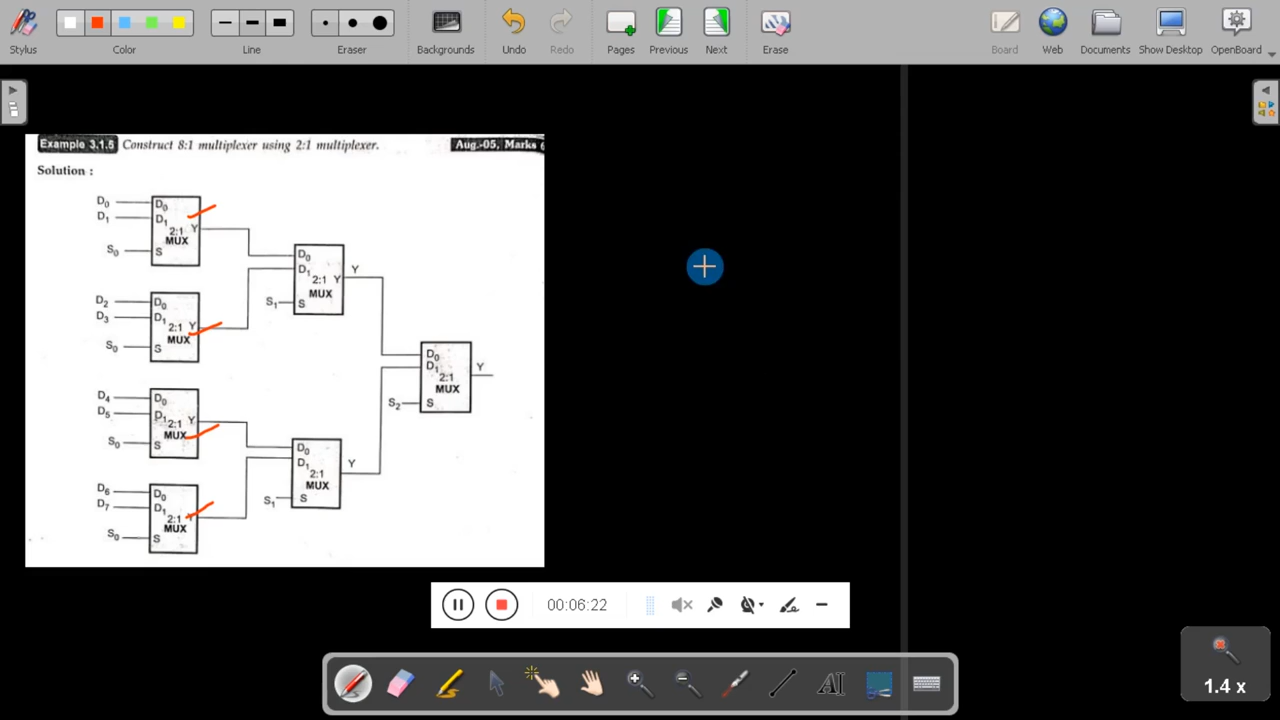 Stylus Color Line Eraser Backgrounds Undo Redo Pages Previous Next Erase Board Web Documents Show Desktop OpenBoard
Example 3.1.5 Construct 8:1 multiplexer using 2:1 multiplexer. Aug.-05, Marks
Solution :
D0 D0
D1 D1
2:1 Y
MUX
S0 S
D0 Y
D1
2:1 Y
MUX
S1 S
D2 D0
D3 D1
2:1 Y
MUX
S0 S
D0
D1 Y
2:1
MUX
S2 S
D4 D0
D5 D1
2:1 Y
MUX
S0 S
D0
D1 Y
2:1
MUX
S1 S
D6 D0
D7 D1
2:1 Y
MUX
S0 S
00:06:22
AI
1.4 x